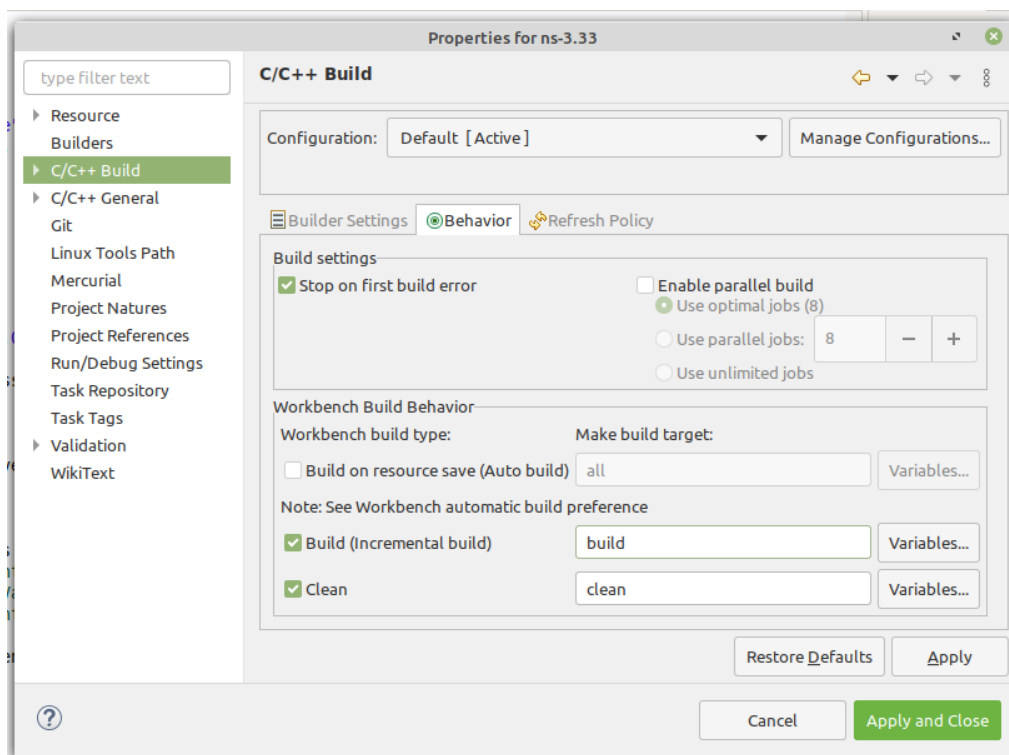 Properties for ns-3.33
type filter text
Resource
Builders
C/C++ Build
C/C++ General
Git
Linux Tools Path
Mercurial
Project Natures
Project References
Run/Debug Settings
Task Repository
Task Tags
Validation
WikiText
C/C++ Build
Configuration: Default [Active] Manage Configurations...
Builder Settings Behavior Refresh Policy
Build settings
Stop on first build error Enable parallel build
Use optimal jobs (8)
Use parallel jobs: 8 − +
Use unlimited jobs
Workbench Build Behavior
Workbench build type: Make build target:
Build on resource save (Auto build) all Variables...
Note: See Workbench automatic build preference
Build (Incremental build) build Variables...
Clean clean Variables...
Restore Defaults Apply
? Cancel Apply and Close